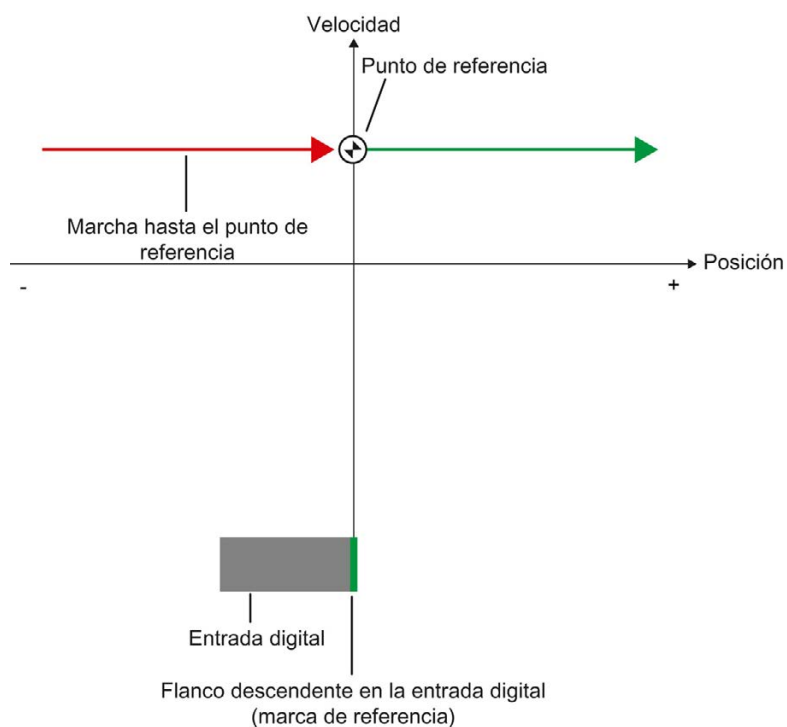 Velocidad
Punto de referencia
Marcha hasta el punto de
referencia
Posición
-
+
Entrada digital
Flanco descendente en la entrada digital
(marca de referencia)